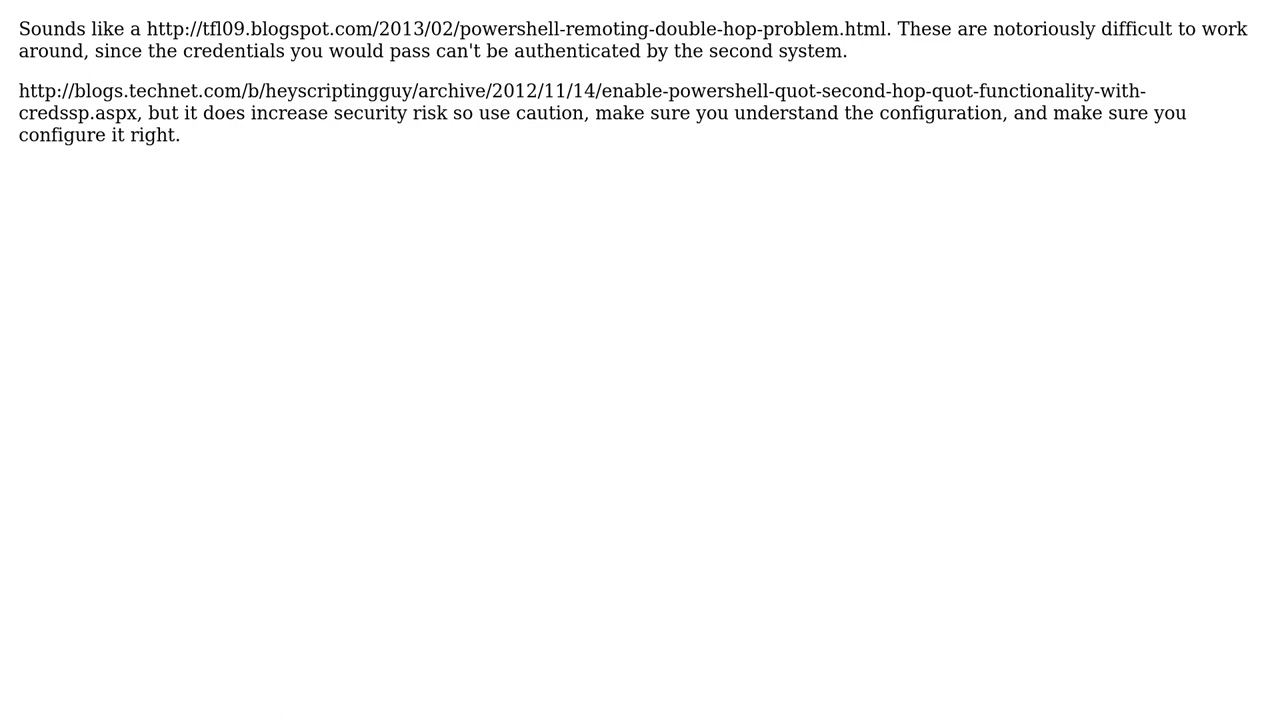 Sounds like a http://tfl09.blogspot.com/2013/02/powershell-remoting-double-hop-problem.html. These are notoriously difficult to work
around, since the credentials you would pass can't be authenticated by the second system.
http://blogs.technet.com/b/heyscriptingguy/archive/2012/11/14/enable-powershell-quot-second-hop-quot-functionality-with-
credssp.aspx, but it does increase security risk so use caution, make sure you understand the configuration, and make sure you
configure it right.